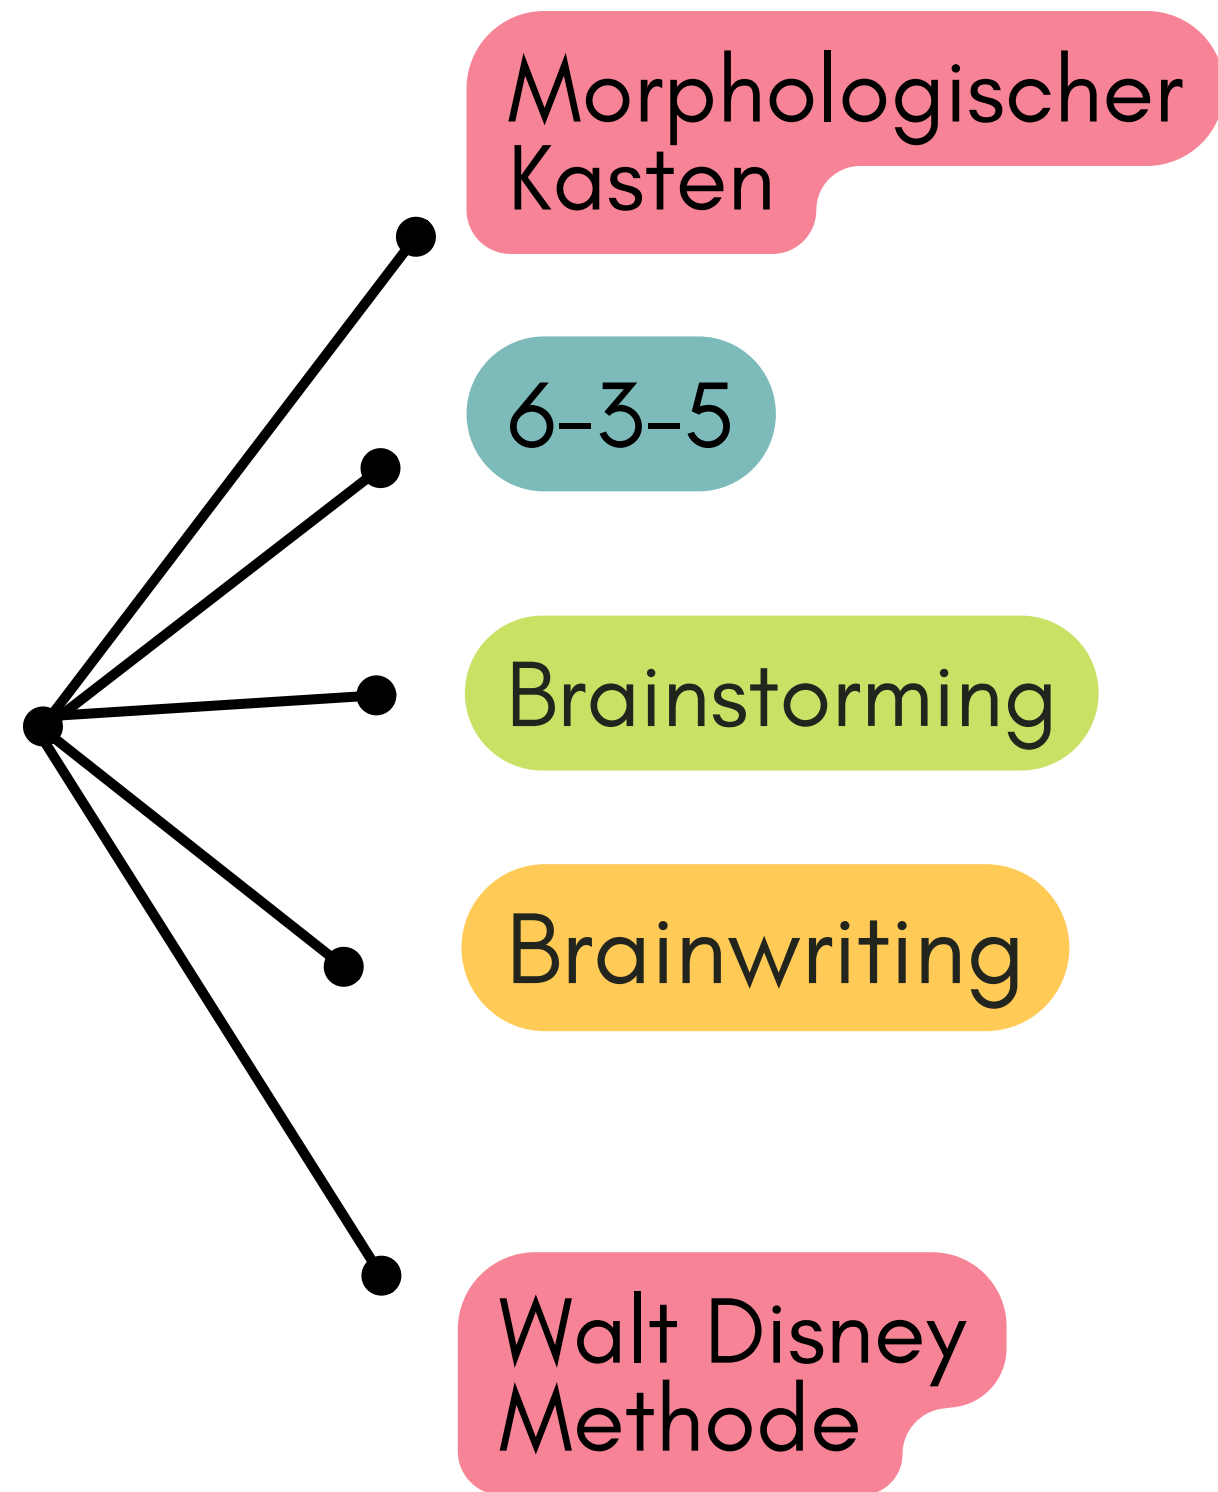 Morphologischer
Kasten
6-3-5
Brainstorming
Brainwriting
Walt Disney
Methode